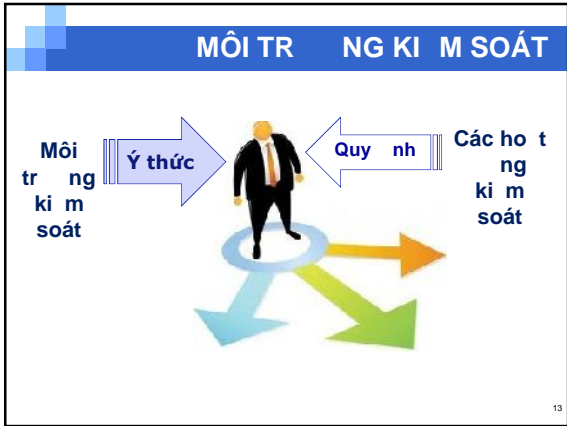 MÔI TR NG KI M SOÁT
Môi
tr ng
ki m
soát
Ý thức
Quy nh
Các ho t
ng
ki m
soát
13